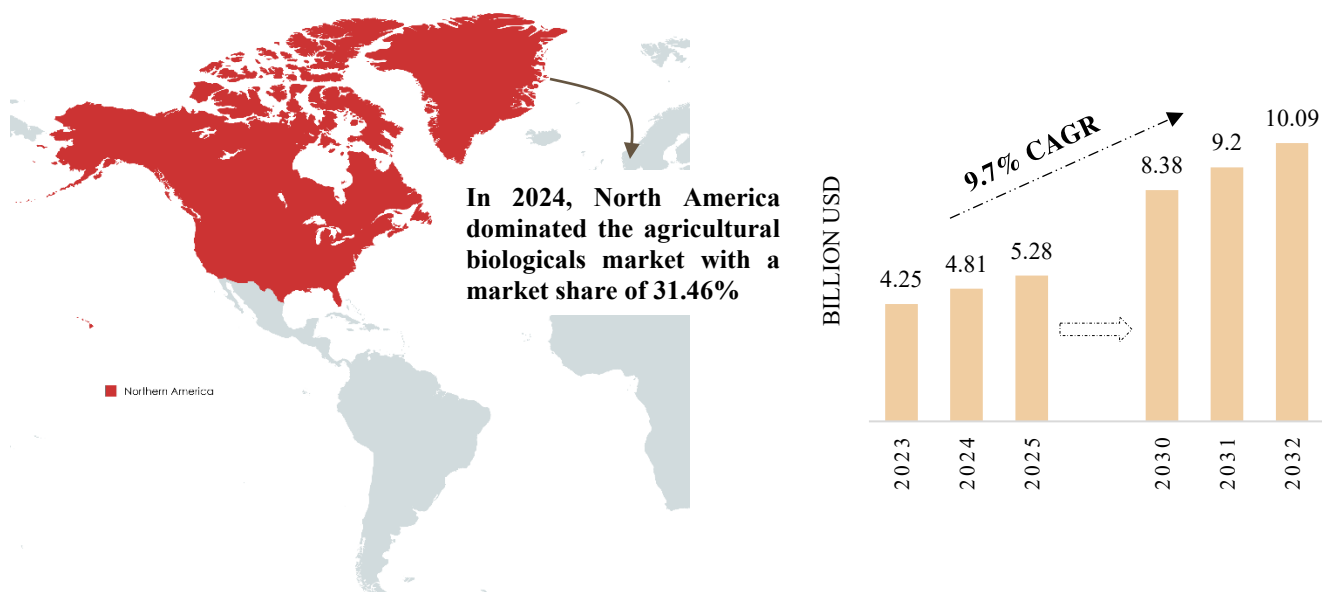 In 2024, North America
dominated the agricultural
biologicals market with a
market share of 31.46%
Northern America
BILLION USD
9.7% CAGR
4.25
4.81
5.28
8.38
9.2
10.09
2023
2024
2025
2030
2031
2032